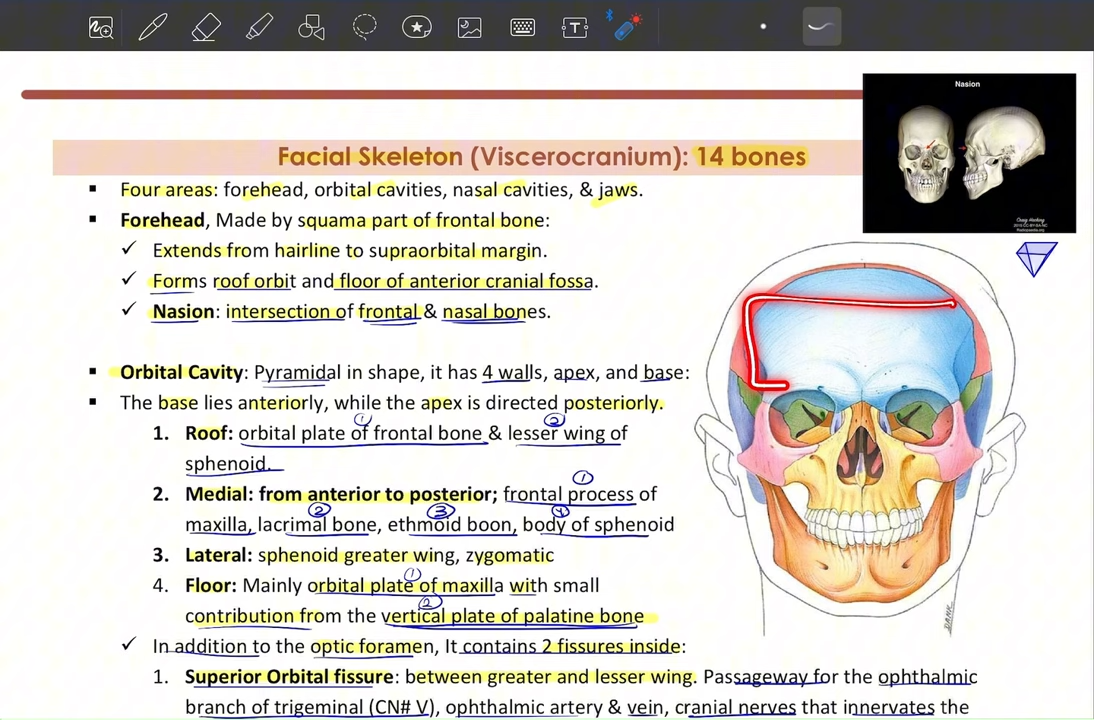 Nasion
Facial Skeleton (Viscerocranium): 14 bones
▪ Four areas: forehead, orbital cavities, nasal cavities, & jaws.
▪ Forehead, Made by squama part of frontal bone:
✓ Extends from hairline to supraorbital margin.
✓ Forms roof orbit and floor of anterior cranial fossa.
✓ Nasion: intersection of frontal & nasal bones.
▪ Orbital Cavity: Pyramidal in shape, it has 4 walls, apex, and base:
▪ The base lies anteriorly, while the apex is directed posteriorly.
① ②
1. Roof: orbital plate of frontal bone & lesser wing of
sphenoid.
①
2. Medial: from anterior to posterior; frontal process of
② ③ 4
maxilla, lacrimal bone, ethmoid boon, body of sphenoid
3. Lateral: sphenoid greater wing, zygomatic
①
4. Floor: Mainly orbital plate of maxilla with small
②
contribution from the vertical plate of palatine bone
✓ In addition to the optic foramen, It contains 2 fissures inside:
1. Superior Orbital fissure: between greater and lesser wing. Passageway for the ophthalmic
branch of trigeminal (CN# V), ophthalmic artery & vein, cranial nerves that innervates the